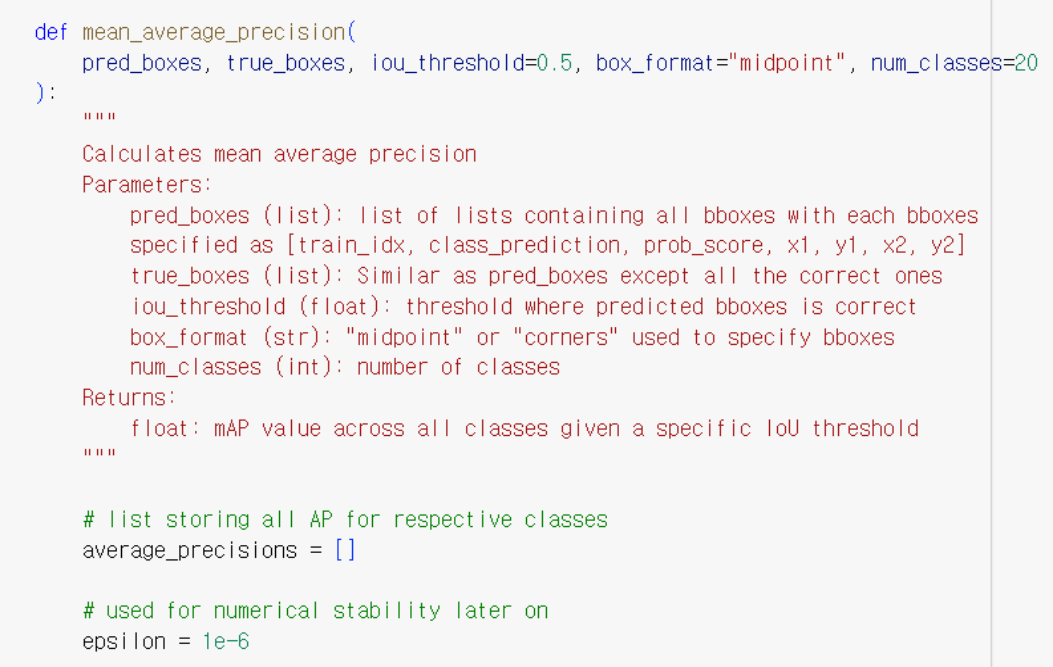 def mean_average_precision(
    pred_boxes, true_boxes, iou_threshold=0.5, box_format="midpoint", num_classes=20
):
    """
    Calculates mean average precision
    Parameters:
        pred_boxes (list): list of lists containing all bboxes with each bboxes
        specified as [train_idx, class_prediction, prob_score, x1, y1, x2, y2]
        true_boxes (list): Similar as pred_boxes except all the correct ones
        iou_threshold (float): threshold where predicted bboxes is correct
        box_format (str): "midpoint" or "corners" used to specify bboxes
        num_classes (int): number of classes
    Returns:
        float: mAP value across all classes given a specific IoU threshold
    """
    # list storing all AP for respective classes
    average_precisions = []
    # used for numerical stability later on
    epsilon = 1e-6